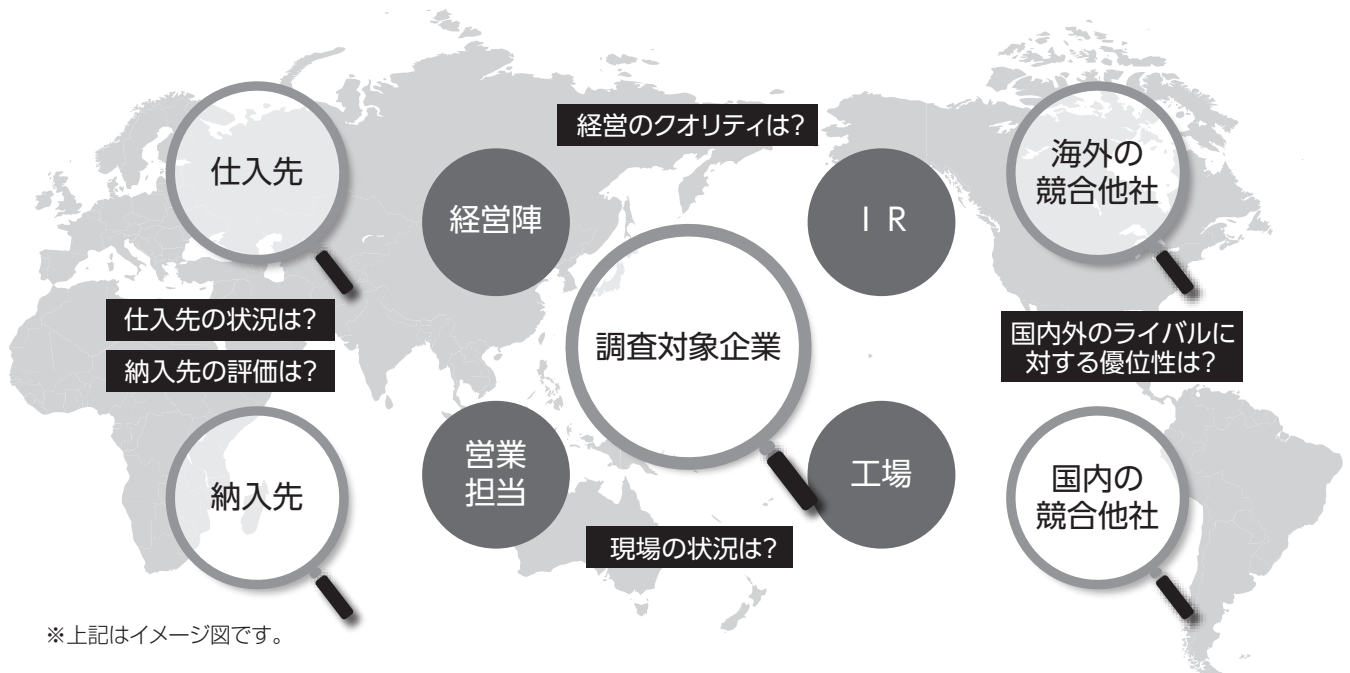 経営のクオリティは?
仕入先
経営陣
I R
海外の
競合他社
仕入先の状況は?
納入先の評価は?
調査対象企業
国内外のライバルに
対する優位性は?
納入先
営業
担当
工場
国内の
競合他社
現場の状況は?
※上記はイメージ図です。